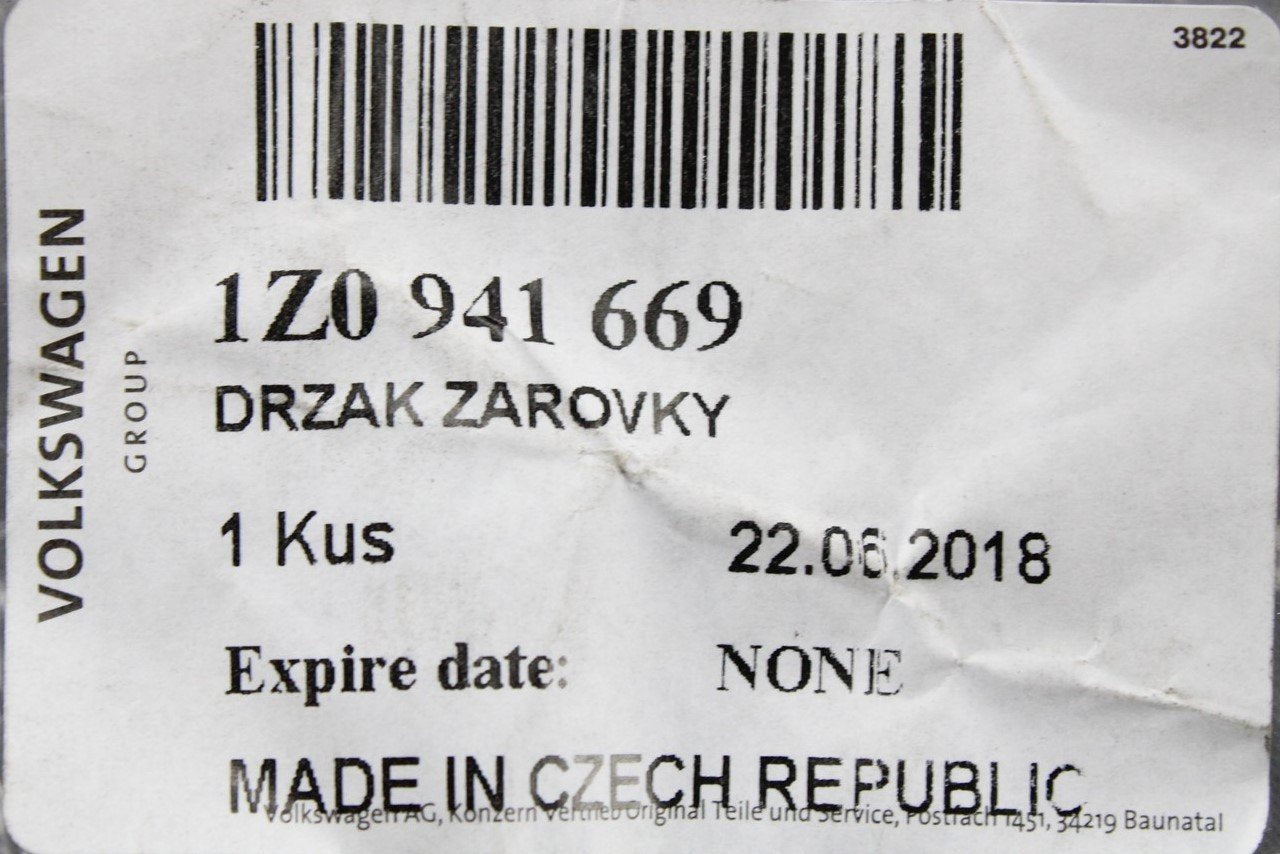 3822
VOLKSWAGEN
GROUP
1Z0 941 669
DRZAK ZAROVKY
1 Kus 22.06.2018
Expire date: NONE
MADE IN CZECH REPUBLIC
Volkswagen AG, Konzern Vertrieb Original Teile und Service, Postfach 1451, 34219 Baunatal